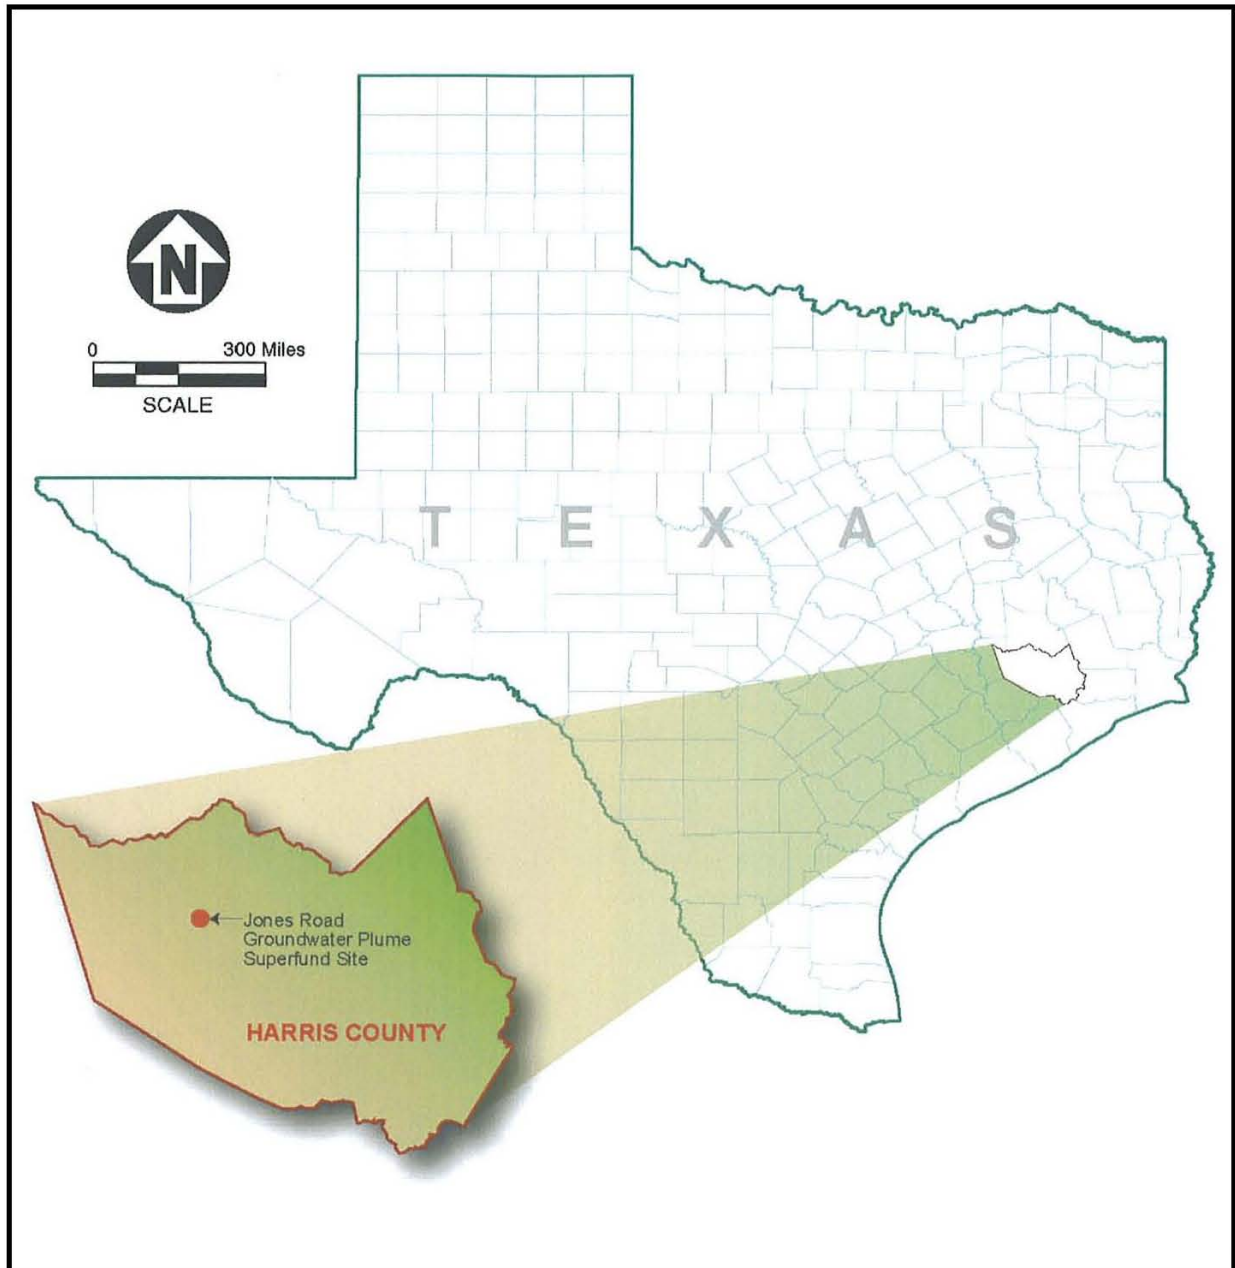 N
0 300 Miles
SCALE
T E X A S
Jones Road
Groundwater Plume
Superfund Site
HARRIS COUNTY